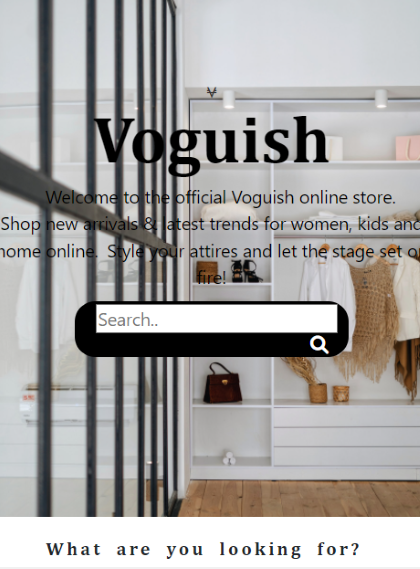 ¥
Voguish
Welcome to the official Voguish online store.
Shop new arrivals & latest trends for women, kids and
home online. Style your attires and let the stage set on
fire!
Search..
What are you looking for?